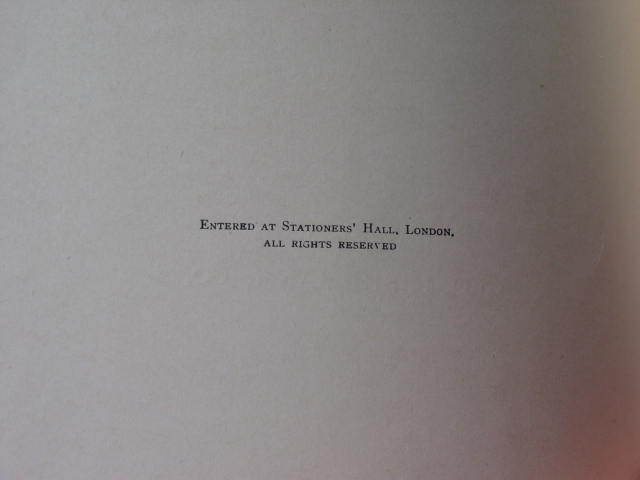 Entered at Stationers' Hall, London.
ALL RIGHTS RESERVED